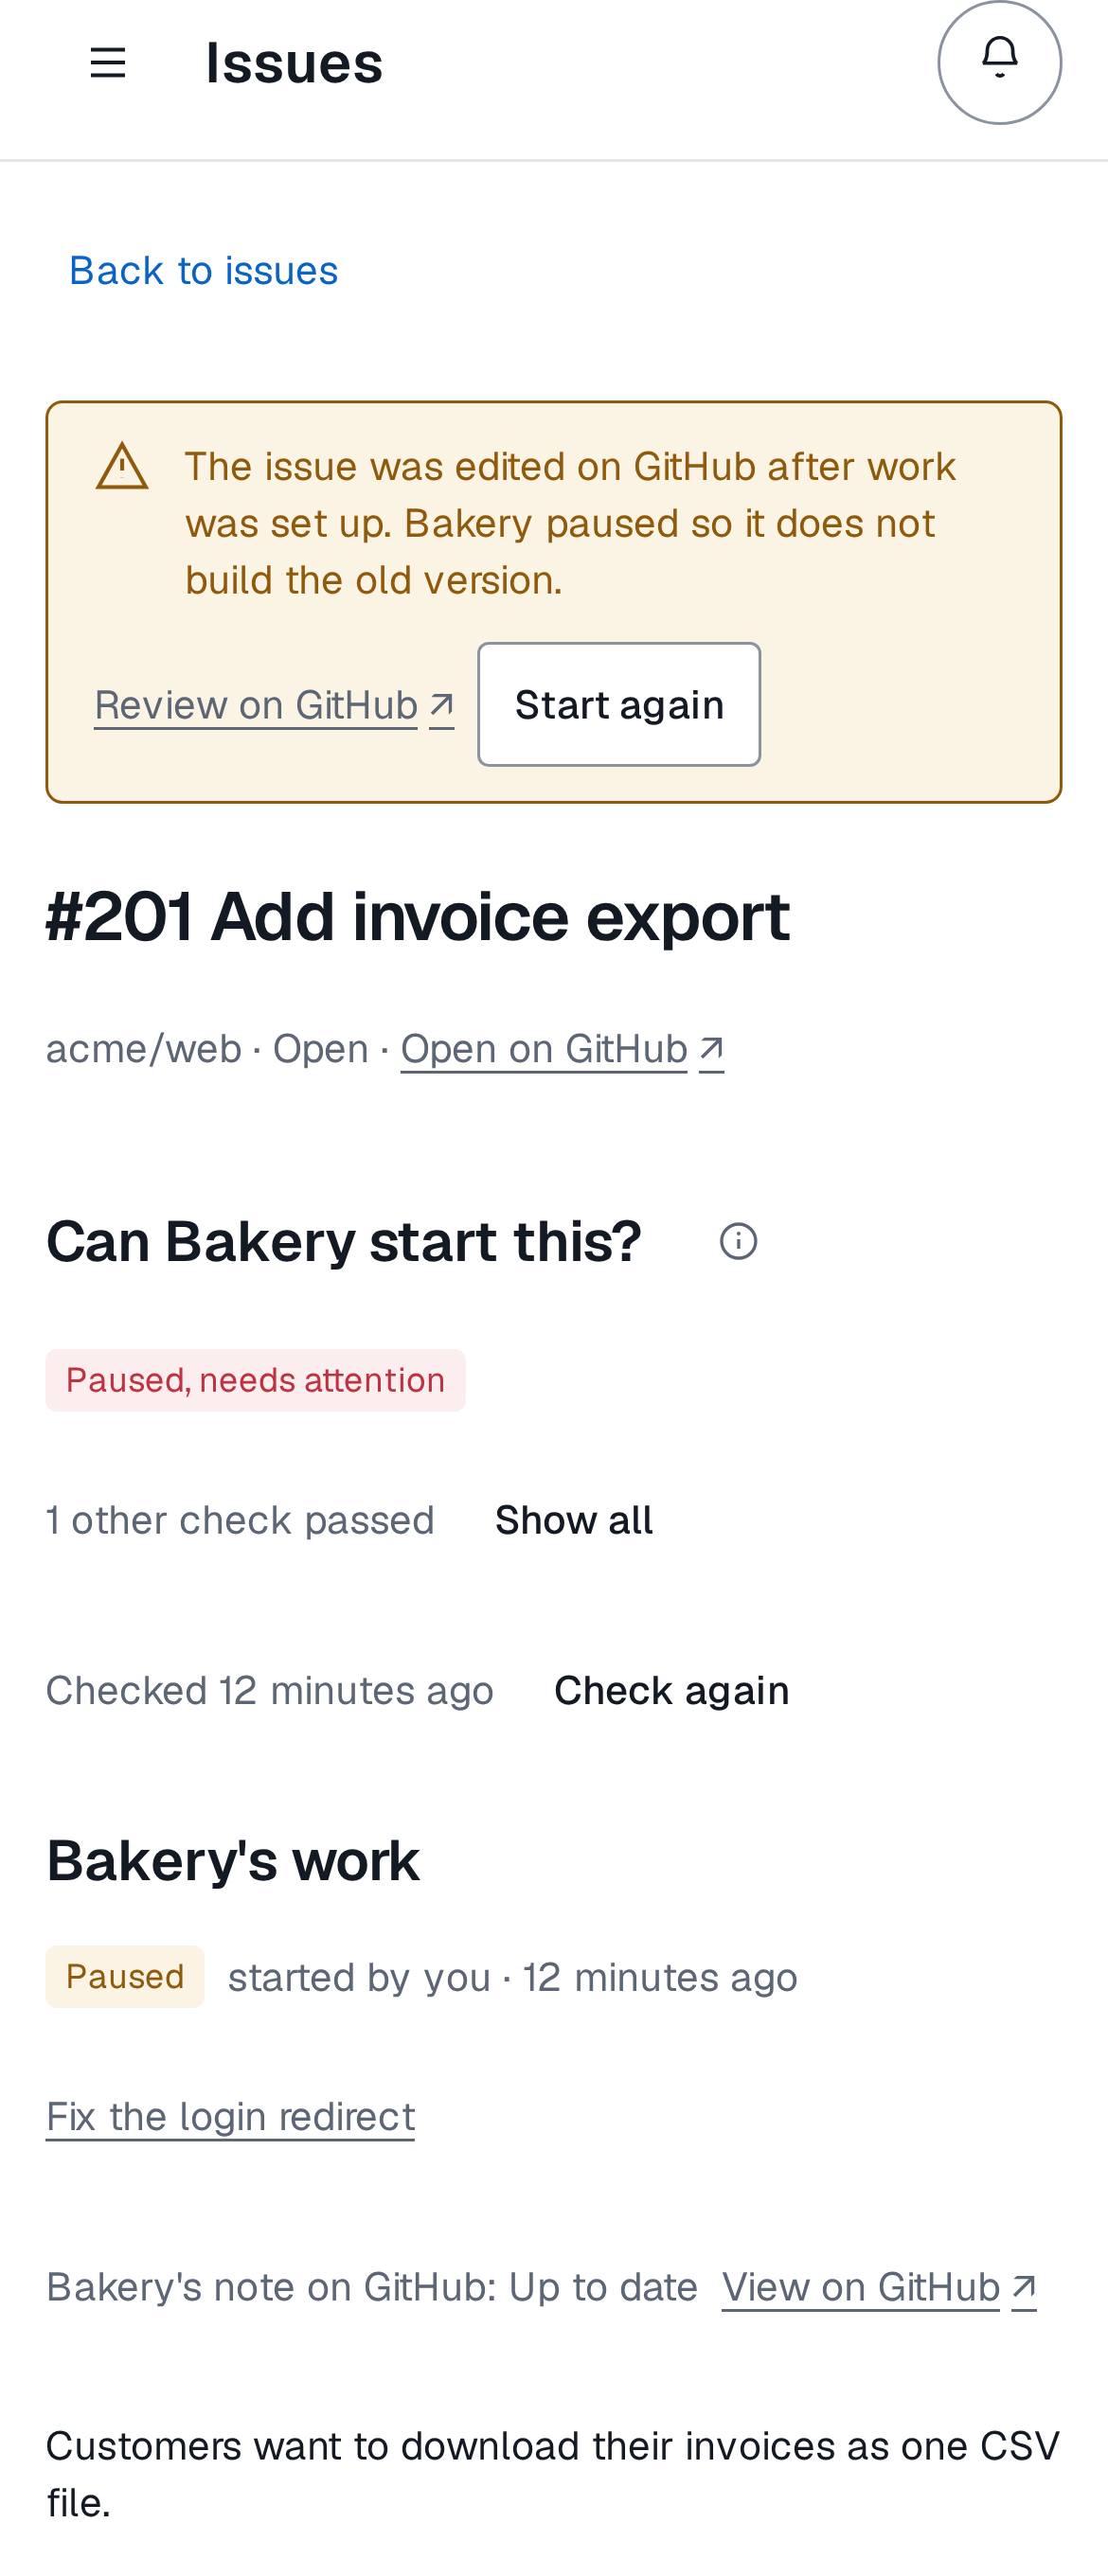 Issues
Back to issues
The issue was edited on GitHub after work
was set up. Bakery paused so it does not
build the old version.
Review on GitHub ↗ Start again
#201 Add invoice export
acme/web · Open · Open on GitHub ↗
Can Bakery start this?
Paused, needs attention
1 other check passed Show all
Checked 12 minutes ago Check again
Bakery's work
Paused started by you · 12 minutes ago
Fix the login redirect
Bakery's note on GitHub: Up to date View on GitHub ↗
Customers want to download their invoices as one CSV
file.